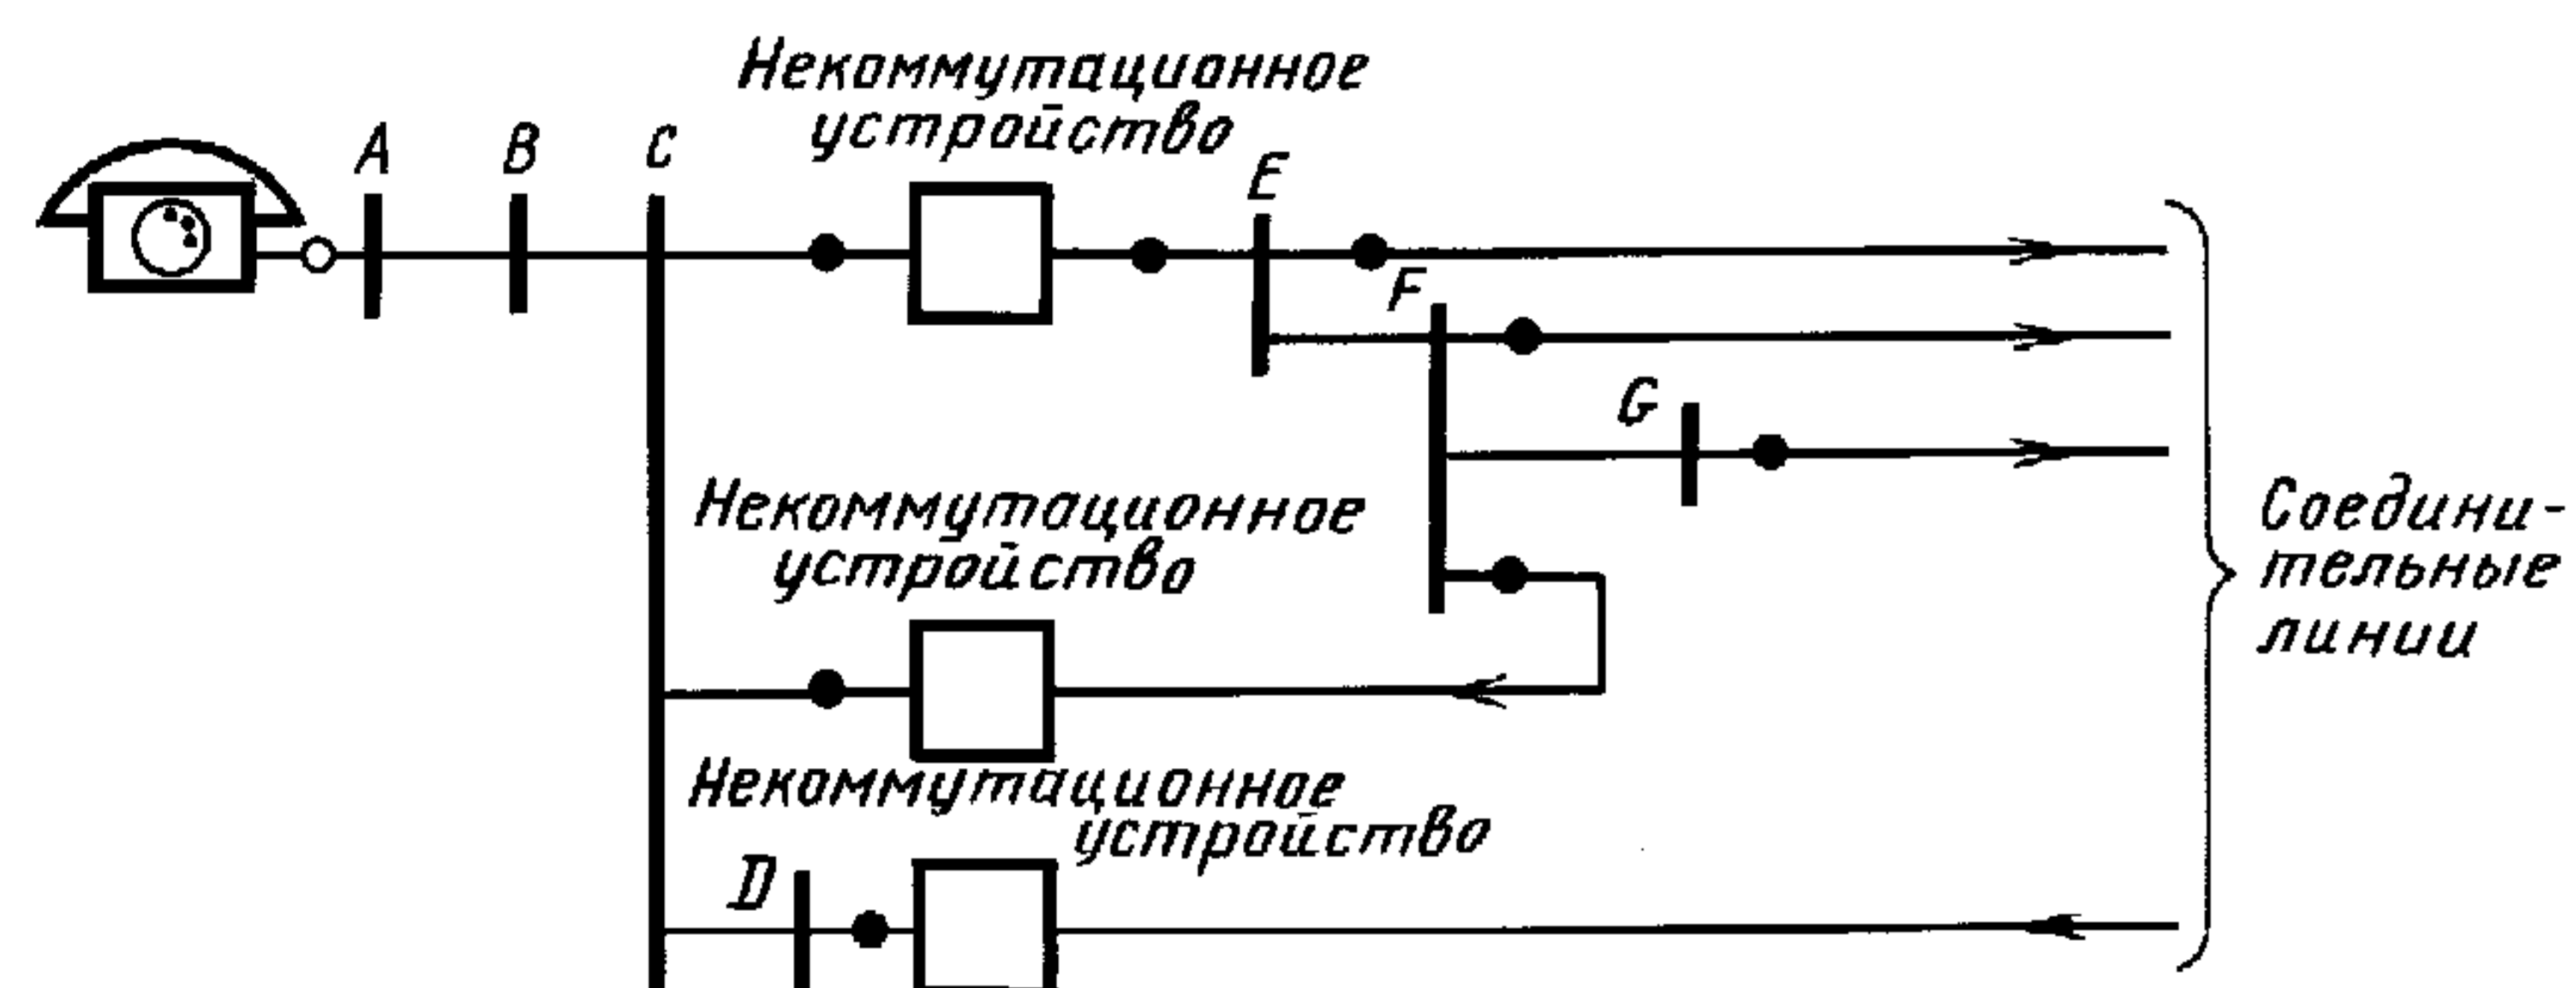 Некоммутационное
устройство
A
B
C
E
F
G
Некоммутационное
устройство
Соедини-
тельные
линии
Некоммутационное
устройство
D